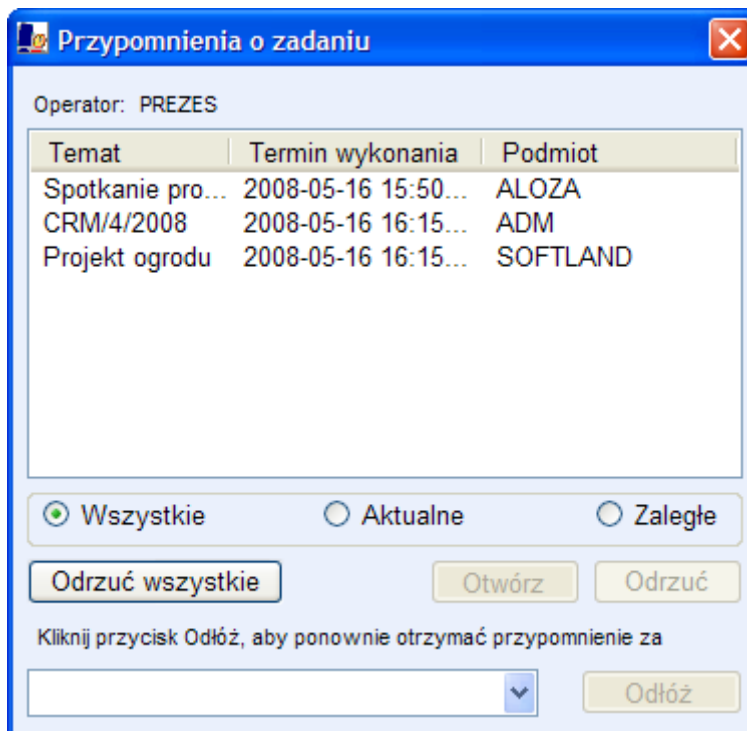 Przypomnienia o zadaniu
Operator: PREZES
Temat Termin wykonania Podmiot
Spotkanie pro... 2008-05-16 15:50... ALOZA
CRM/4/2008 2008-05-16 16:15... ADM
Projekt ogrodu 2008-05-16 16:15... SOFTLAND
Wszystkie Aktualne Zaległe
Odrzuć wszystkie Otwórz Odrzuć
Kliknij przycisk Odłóż, aby ponownie otrzymać przypomnienie za
Odłóż